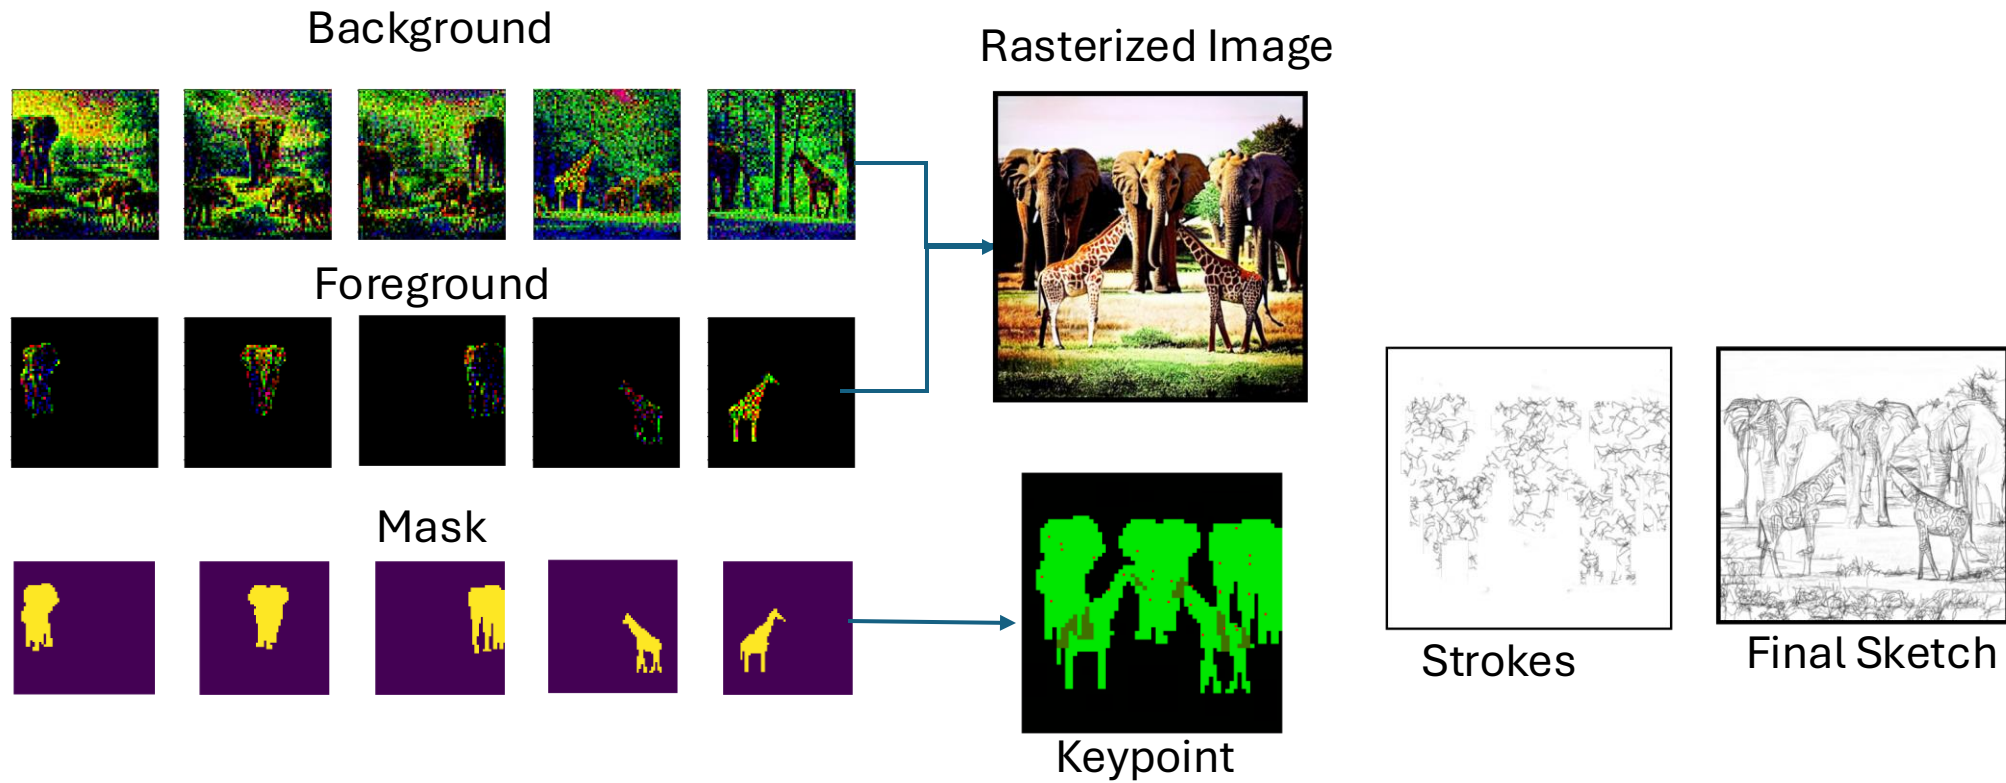 Background
Rasterized Image
Foreground
Mask
Strokes
Final Sketch
Keypoint